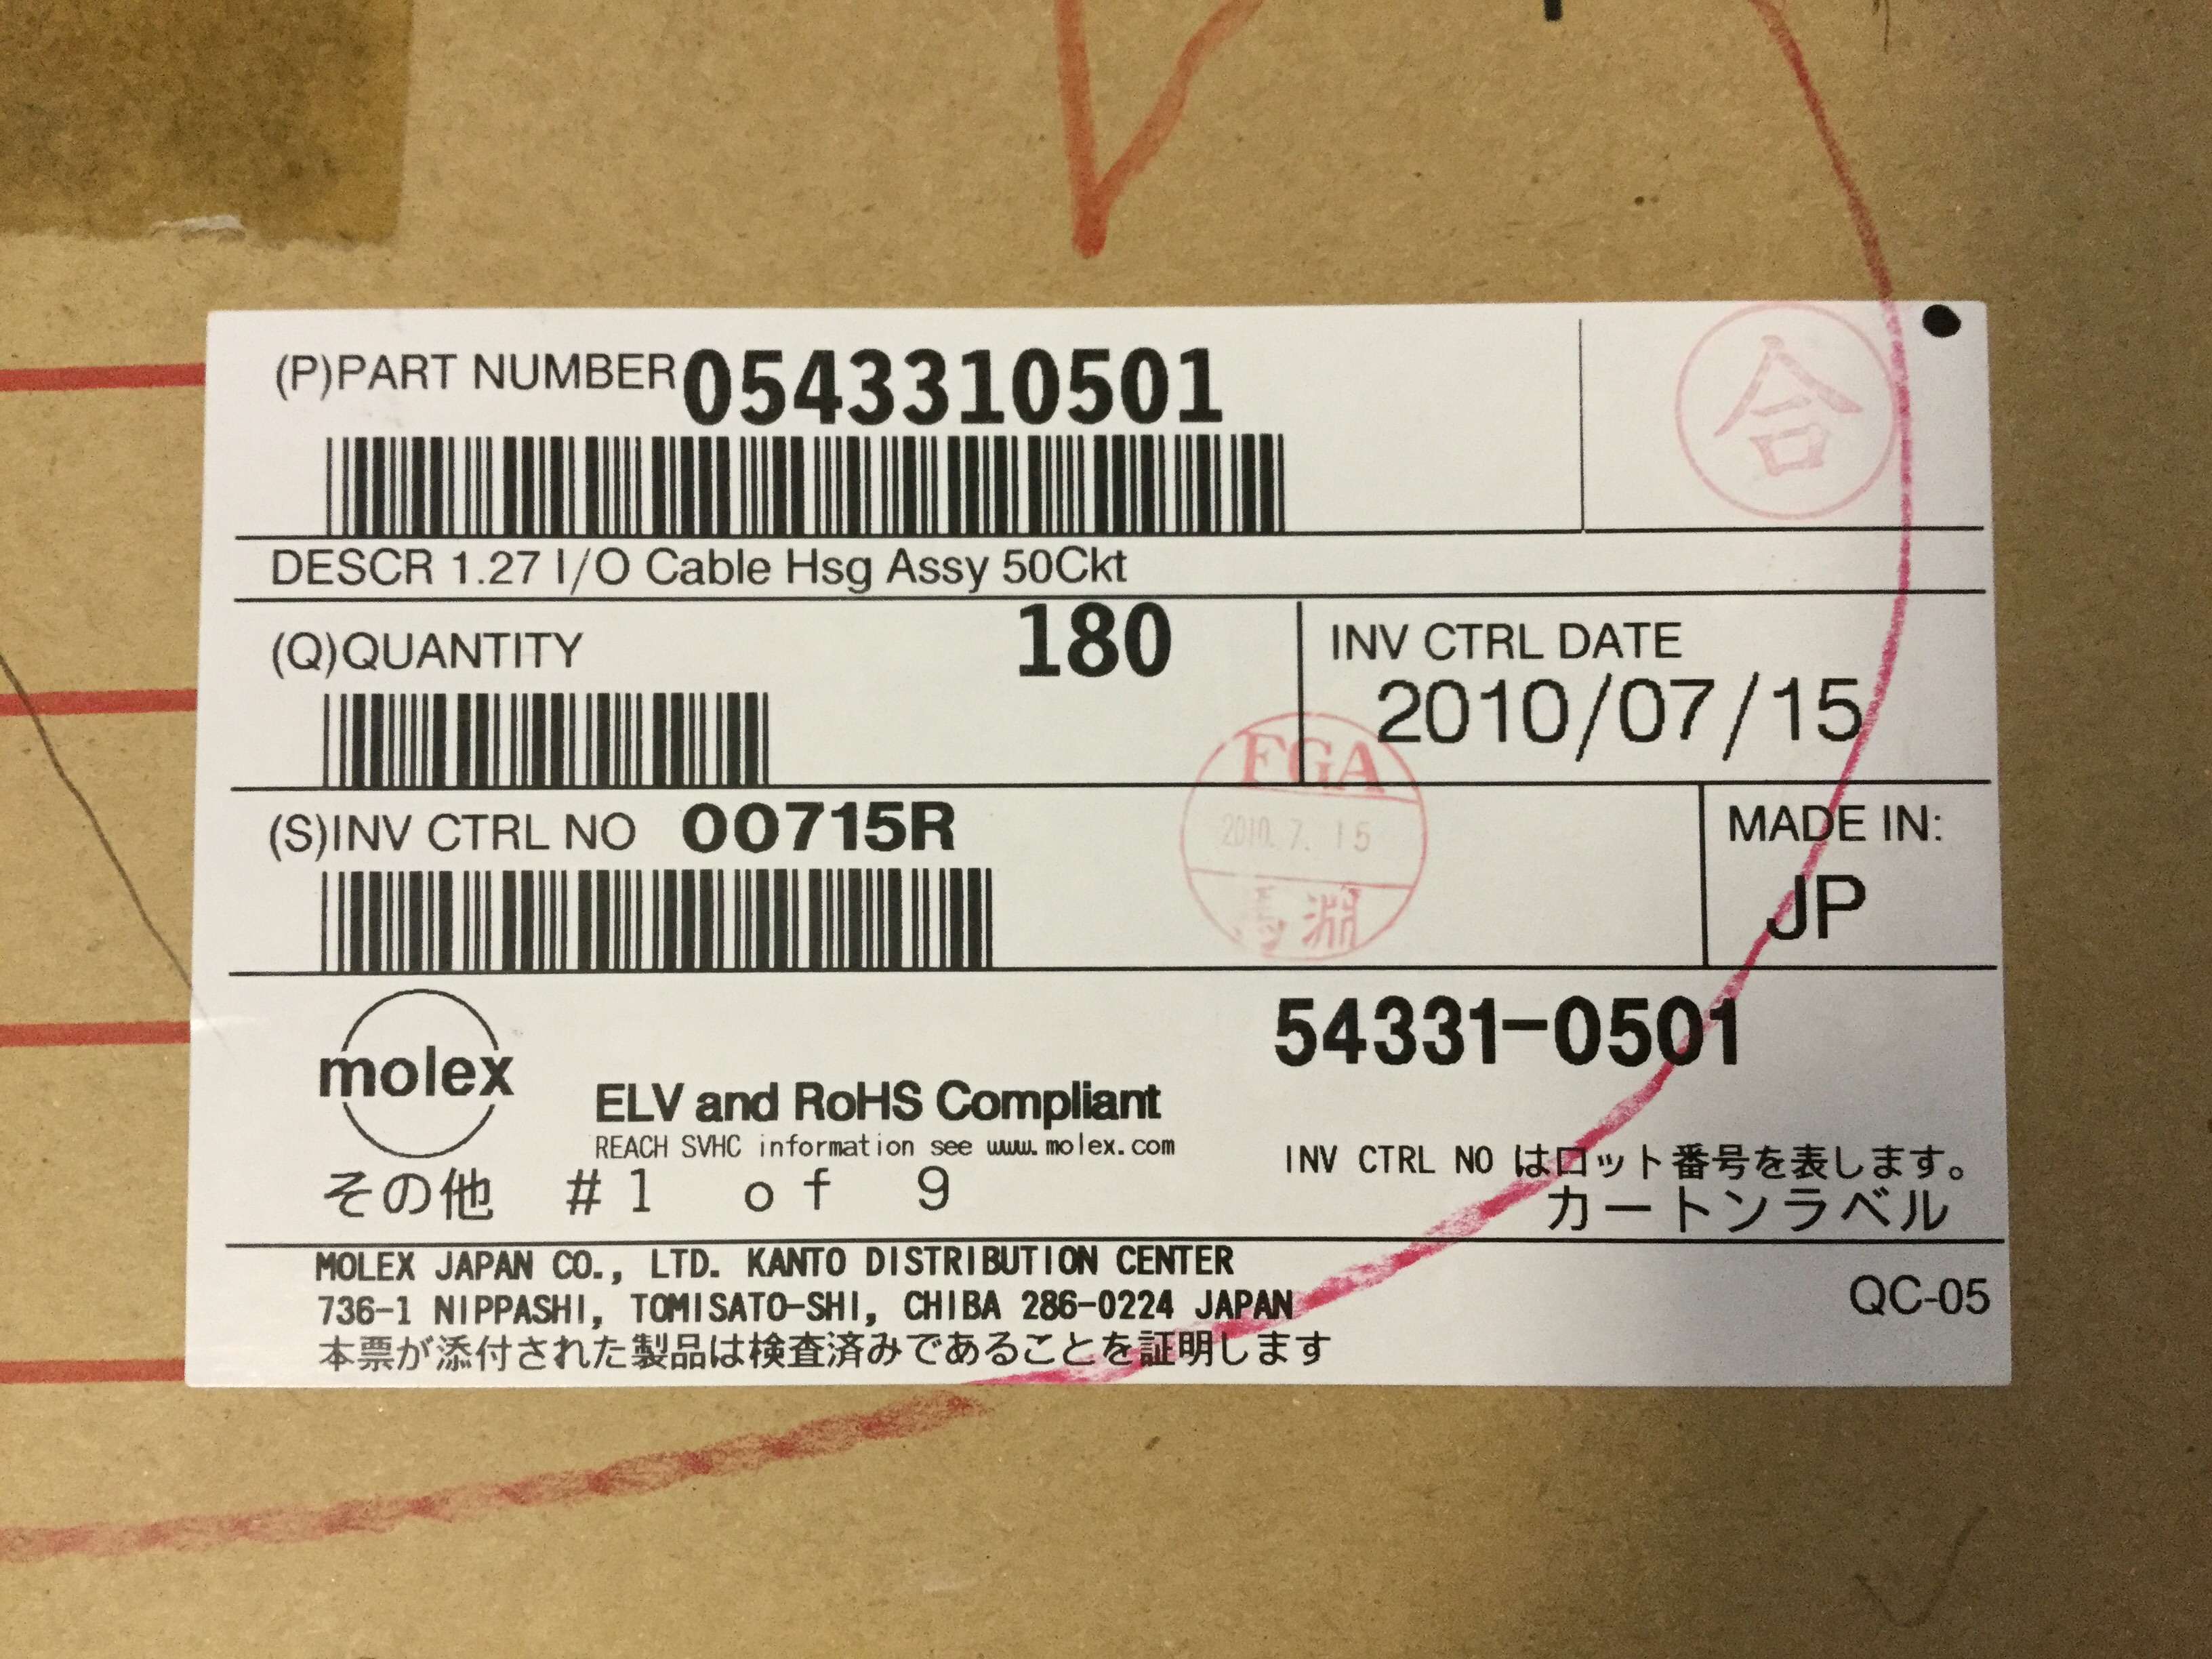 (P)PART NUMBER 0543310501
合
DESCR 1.27 I/O Cable Hsg Assy 50Ckt
(Q)QUANTITY 180
INV CTRL DATE
2010/07/15
(S)INV CTRL NO 00715R
FGA
2010.7.15
淵
MADE IN:
JP
molex
54331-0501
ELV and RoHS Compliant
REACH SVHC information see www.molex.com
その他 #1 of 9
INV CTRL NO はロット番号を表します。
カートンラベル
MOLEX JAPAN CO., LTD. KANTO DISTRIBUTION CENTER
736-1 NIPPASHI, TOMISATO-SHI, CHIBA 286-0224 JAPAN
本票が添付された製品は検査済みであることを証明します
QC-05